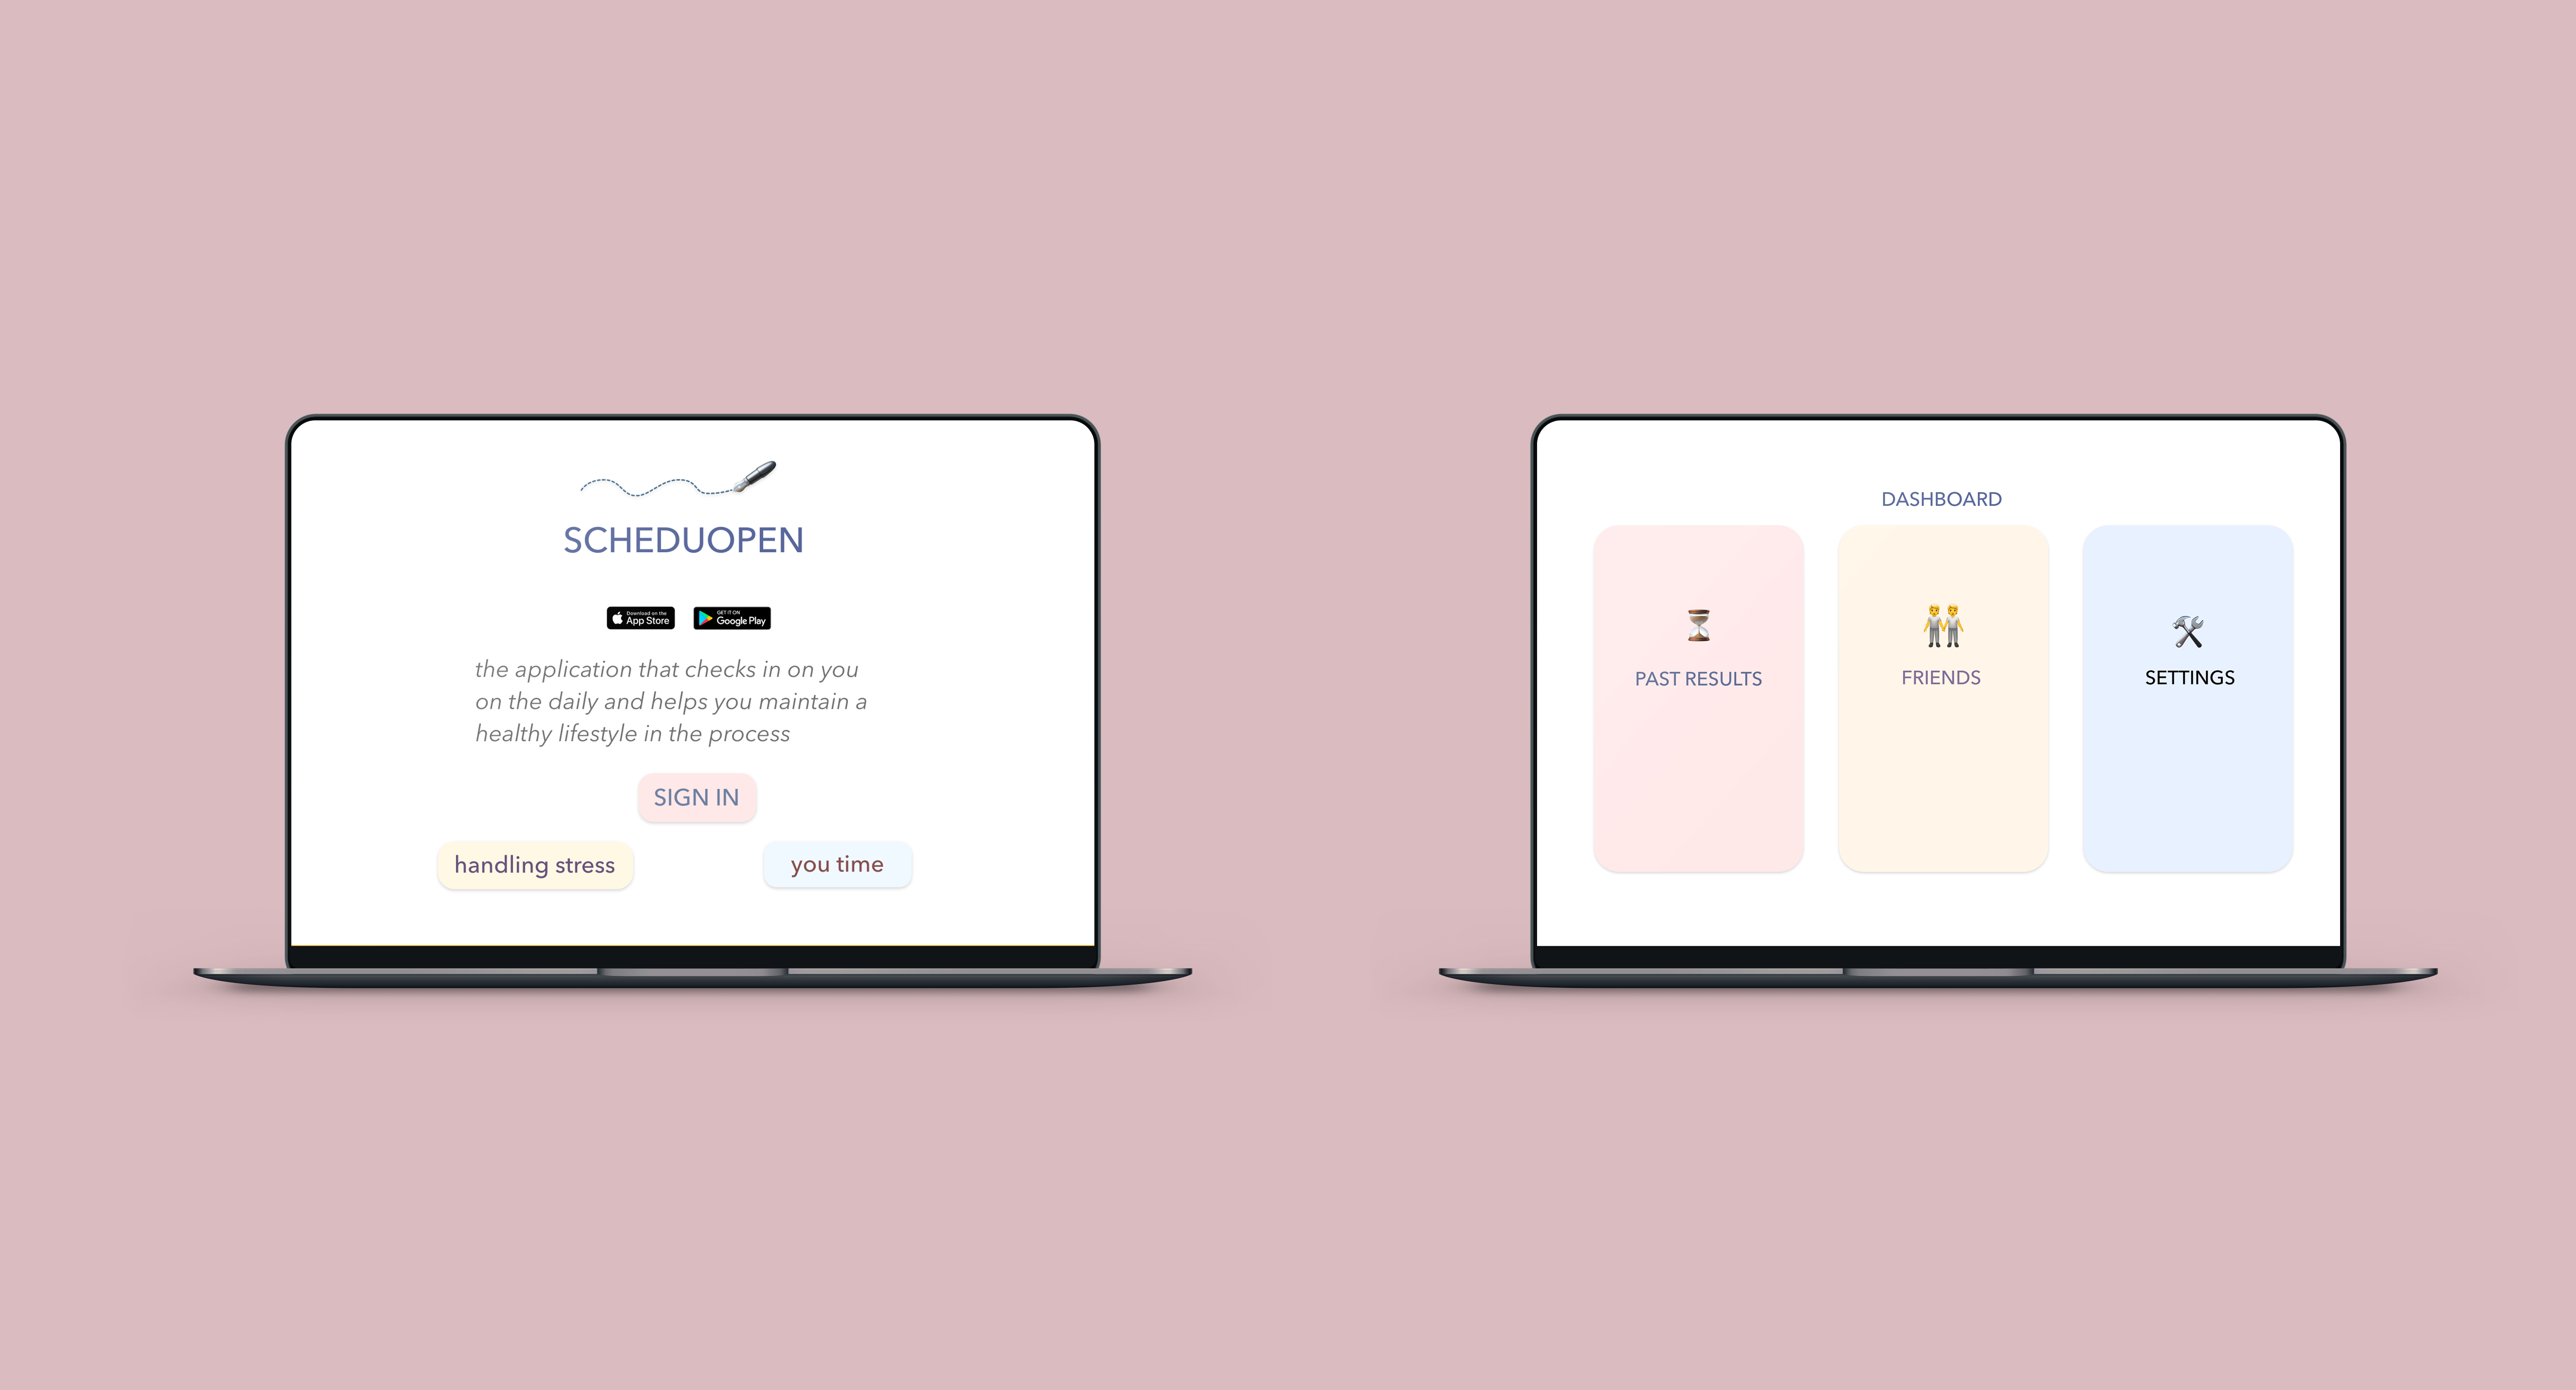 SCHEDUOPEN
Download on the
App Store
GET IT ON
Google Play
the application that checks in on you
on the daily and helps you maintain a
healthy lifestyle in the process
SIGN IN
handling stress
you time
DASHBOARD
PAST RESULTS
FRIENDS
SETTINGS